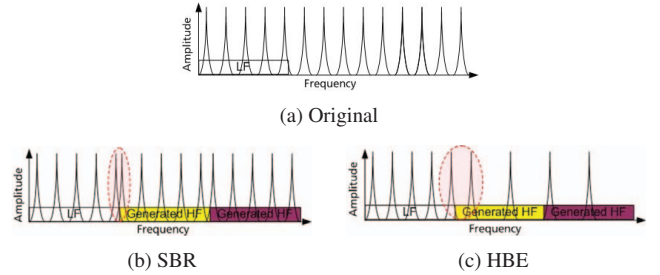 Amplitude
LF
Frequency
(a) Original
Amplitude
LF
Generated HF
Generated HF
Frequency
(b) SBR
Amplitude
LF
Generated HF
Generated HF
Frequency
(c) HBE